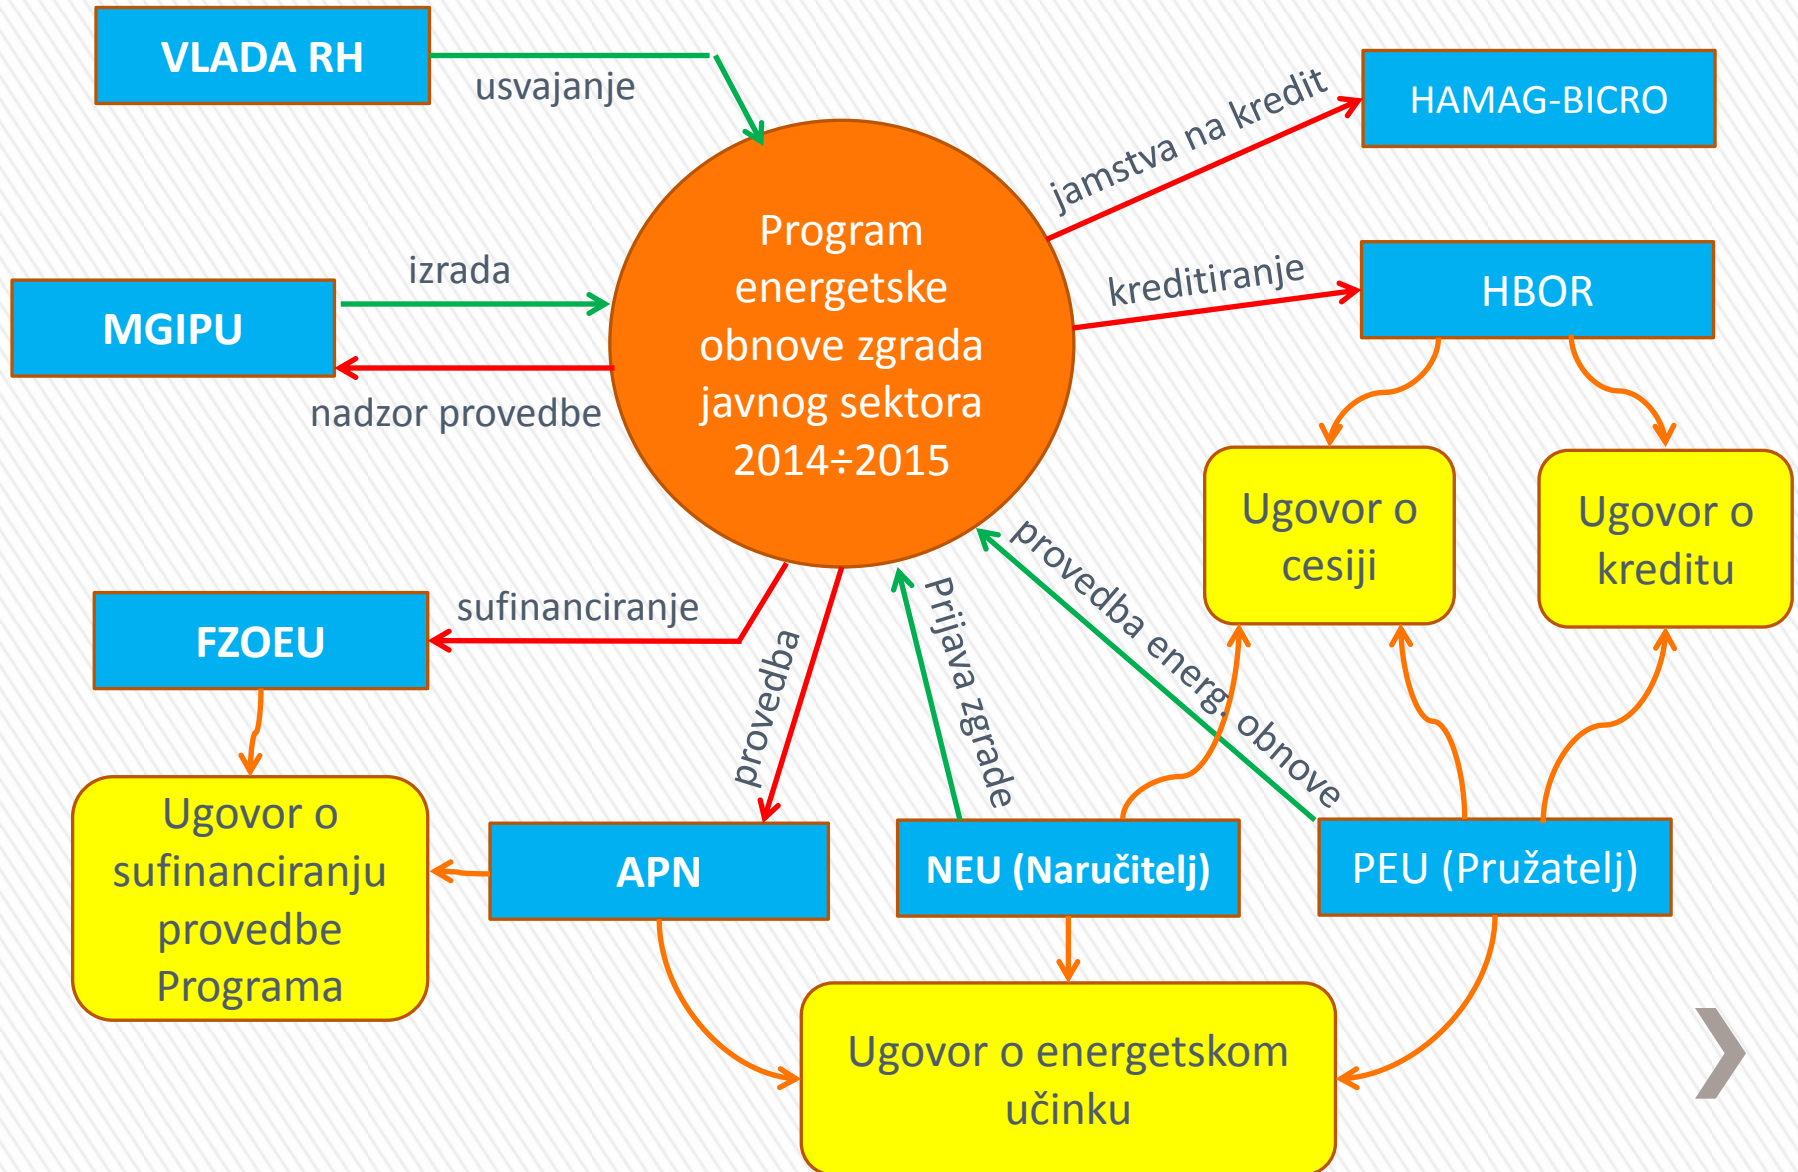 VLADA RH
usvajanje
HAMAG-BICRO
jamstva na kredit
Program
energetske
obnove zgrada
javnog sektora
2014÷2015
izrada
MGIPU
nadzor provedbe
kreditiranje
HBOR
Ugovor o
cesiji
Ugovor o
kreditu
sufinanciranje
FZOEU
provedba
Prijava zgrade
provedba energ. obnove
Ugovor o
sufinanciranju
provedbe
Programa
APN
NEU (Naručitelj)
PEU (Pružatelj)
Ugovor o energetskom
učinku